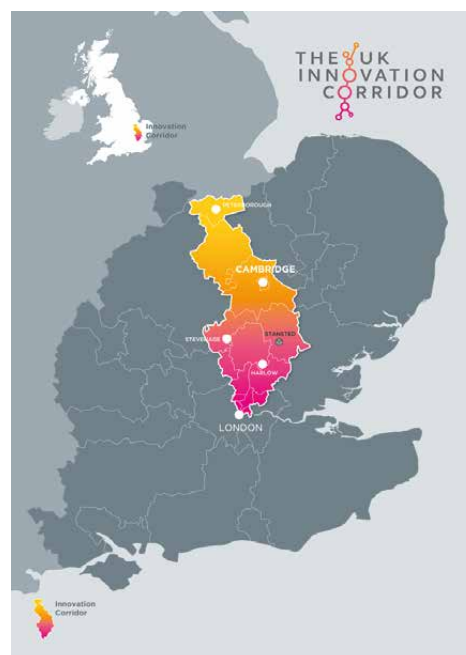 THE UK
INNOVATION
CORRIDOR
Innovation
Corridor
PETERBOROUGH
CAMBRIDGE
STEVENAGE
STANSTED
HARLOW
LONDON
Innovation
Corridor